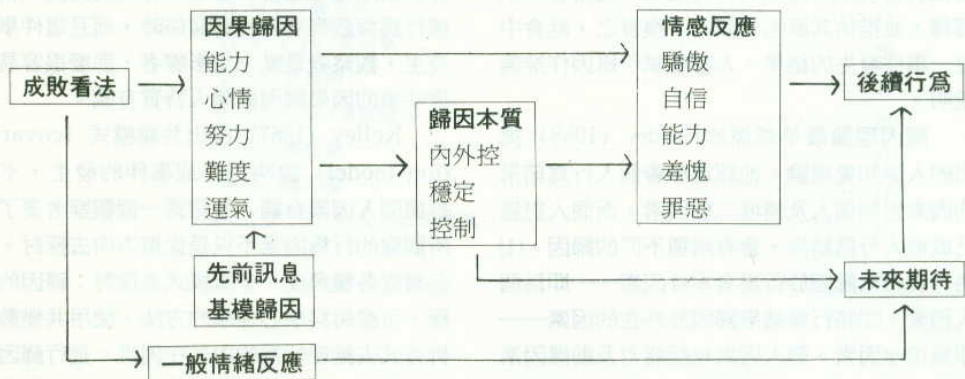 因果歸因
能力
心情
努力
難度
運氣
成敗看法
歸因本質
內外控
穩定
控制
情感反應
驕傲
自信
能力
羞愧
罪惡
後續行為
未來期待
先前訊息
基模歸因
一般情緒反應